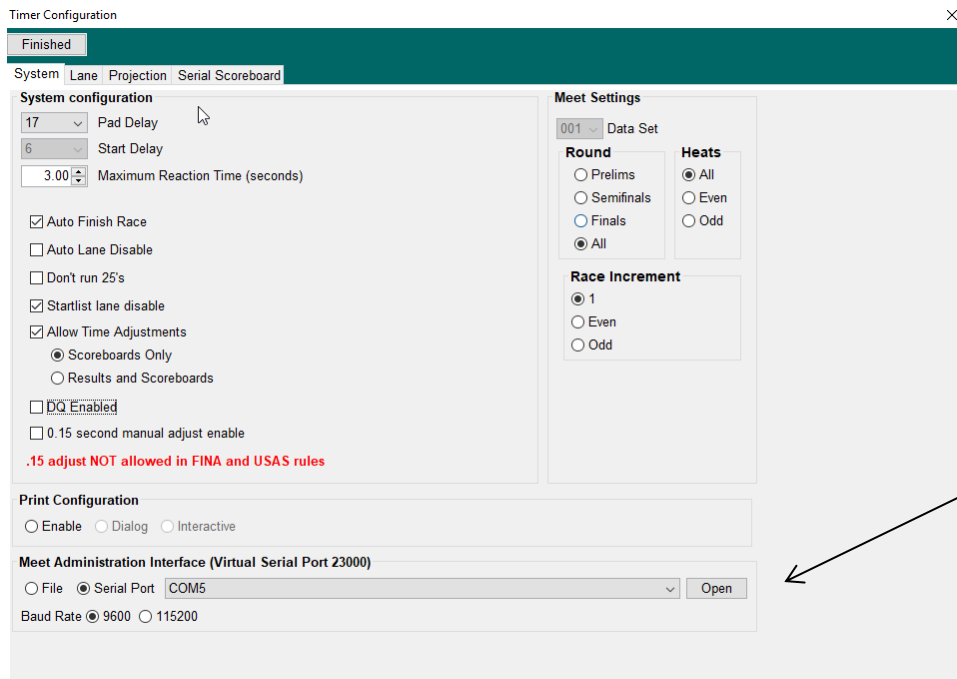 Timer Configuration
Finished
System Lane Projection Serial Scoreboard
System configuration
17 Pad Delay
6 Start Delay
3.00 Maximum Reaction Time (seconds)
Auto Finish Race
Auto Lane Disable
Don't run 25's
Startlist lane disable
Allow Time Adjustments
Scoreboards Only
Results and Scoreboards
DQ Enabled
0.15 second manual adjust enable
.15 adjust NOT allowed in FINA and USAS rules
Meet Settings
001 Data Set
Round
Prelims
Semifinals
Finals
All
Heats
All
Even
Odd
Race Increment
1
Even
Odd
Print Configuration
Enable Dialog Interactive
Meet Administration Interface (Virtual Serial Port 23000)
File Serial Port COM5 Open
Baud Rate 9600 115200